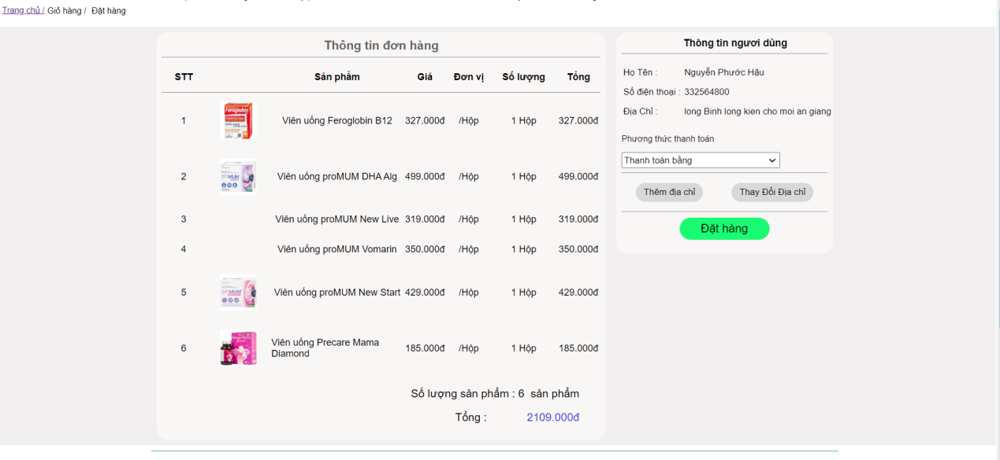 Trang chủ / Giỏ hàng / Đặt hàng
Thông tin đơn hàng
STT Sản phẩm Giá Đơn vị Số lượng Tổng
1 Viên uống Feroglobin B12 327.000đ /Hộp 1 Hộp 327.000đ
2 Viên uống proMUM DHA Alg 499.000đ /Hộp 1 Hộp 499.000đ
3 Viên uống proMUM New Live 319.000đ /Hộp 1 Hộp 319.000đ
4 Viên uống proMUM Vomarin 350.000đ /Hộp 1 Hộp 350.000đ
5 Viên uống proMUM New Start 429.000đ /Hộp 1 Hộp 429.000đ
6 Viên uống Precare Mama Diamond 185.000đ /Hộp 1 Hộp 185.000đ
Số lượng sản phẩm : 6 sản phẩm
Tổng : 2109.000đ
Thông tin ngươi dùng
Họ Tên : Nguyễn Phước Hậu
Số điện thoại : 332564800
Địa Chỉ : long Binh long kien cho moi an giang
Phương thức thanh toán
Thanh toán bằng
Thêm địa chỉ Thay Đổi Địa chỉ
Đặt hàng